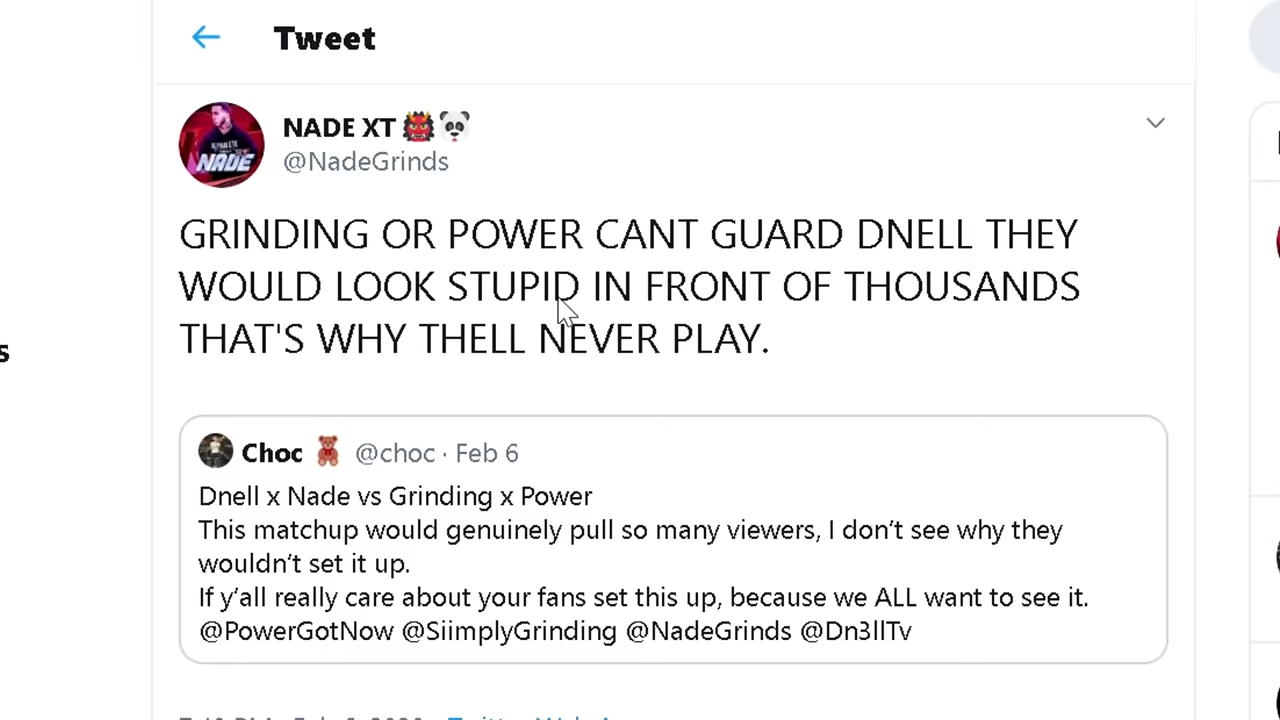 Tweet
NADE XT 👹🐼
@NadeGrinds
GRINDING OR POWER CANT GUARD DNELL THEY
WOULD LOOK STUPID IN FRONT OF THOUSANDS
THAT'S WHY THELL NEVER PLAY.
Choc 🧸 @choc · Feb 6
Dnell x Nade vs Grinding x Power
This matchup would genuinely pull so many viewers, I don’t see why they
wouldn’t set it up.
If y’all really care about your fans set this up, because we ALL want to see it.
@PowerGotNow @SiimplyGrinding @NadeGrinds @Dn3llTv
s
NADE